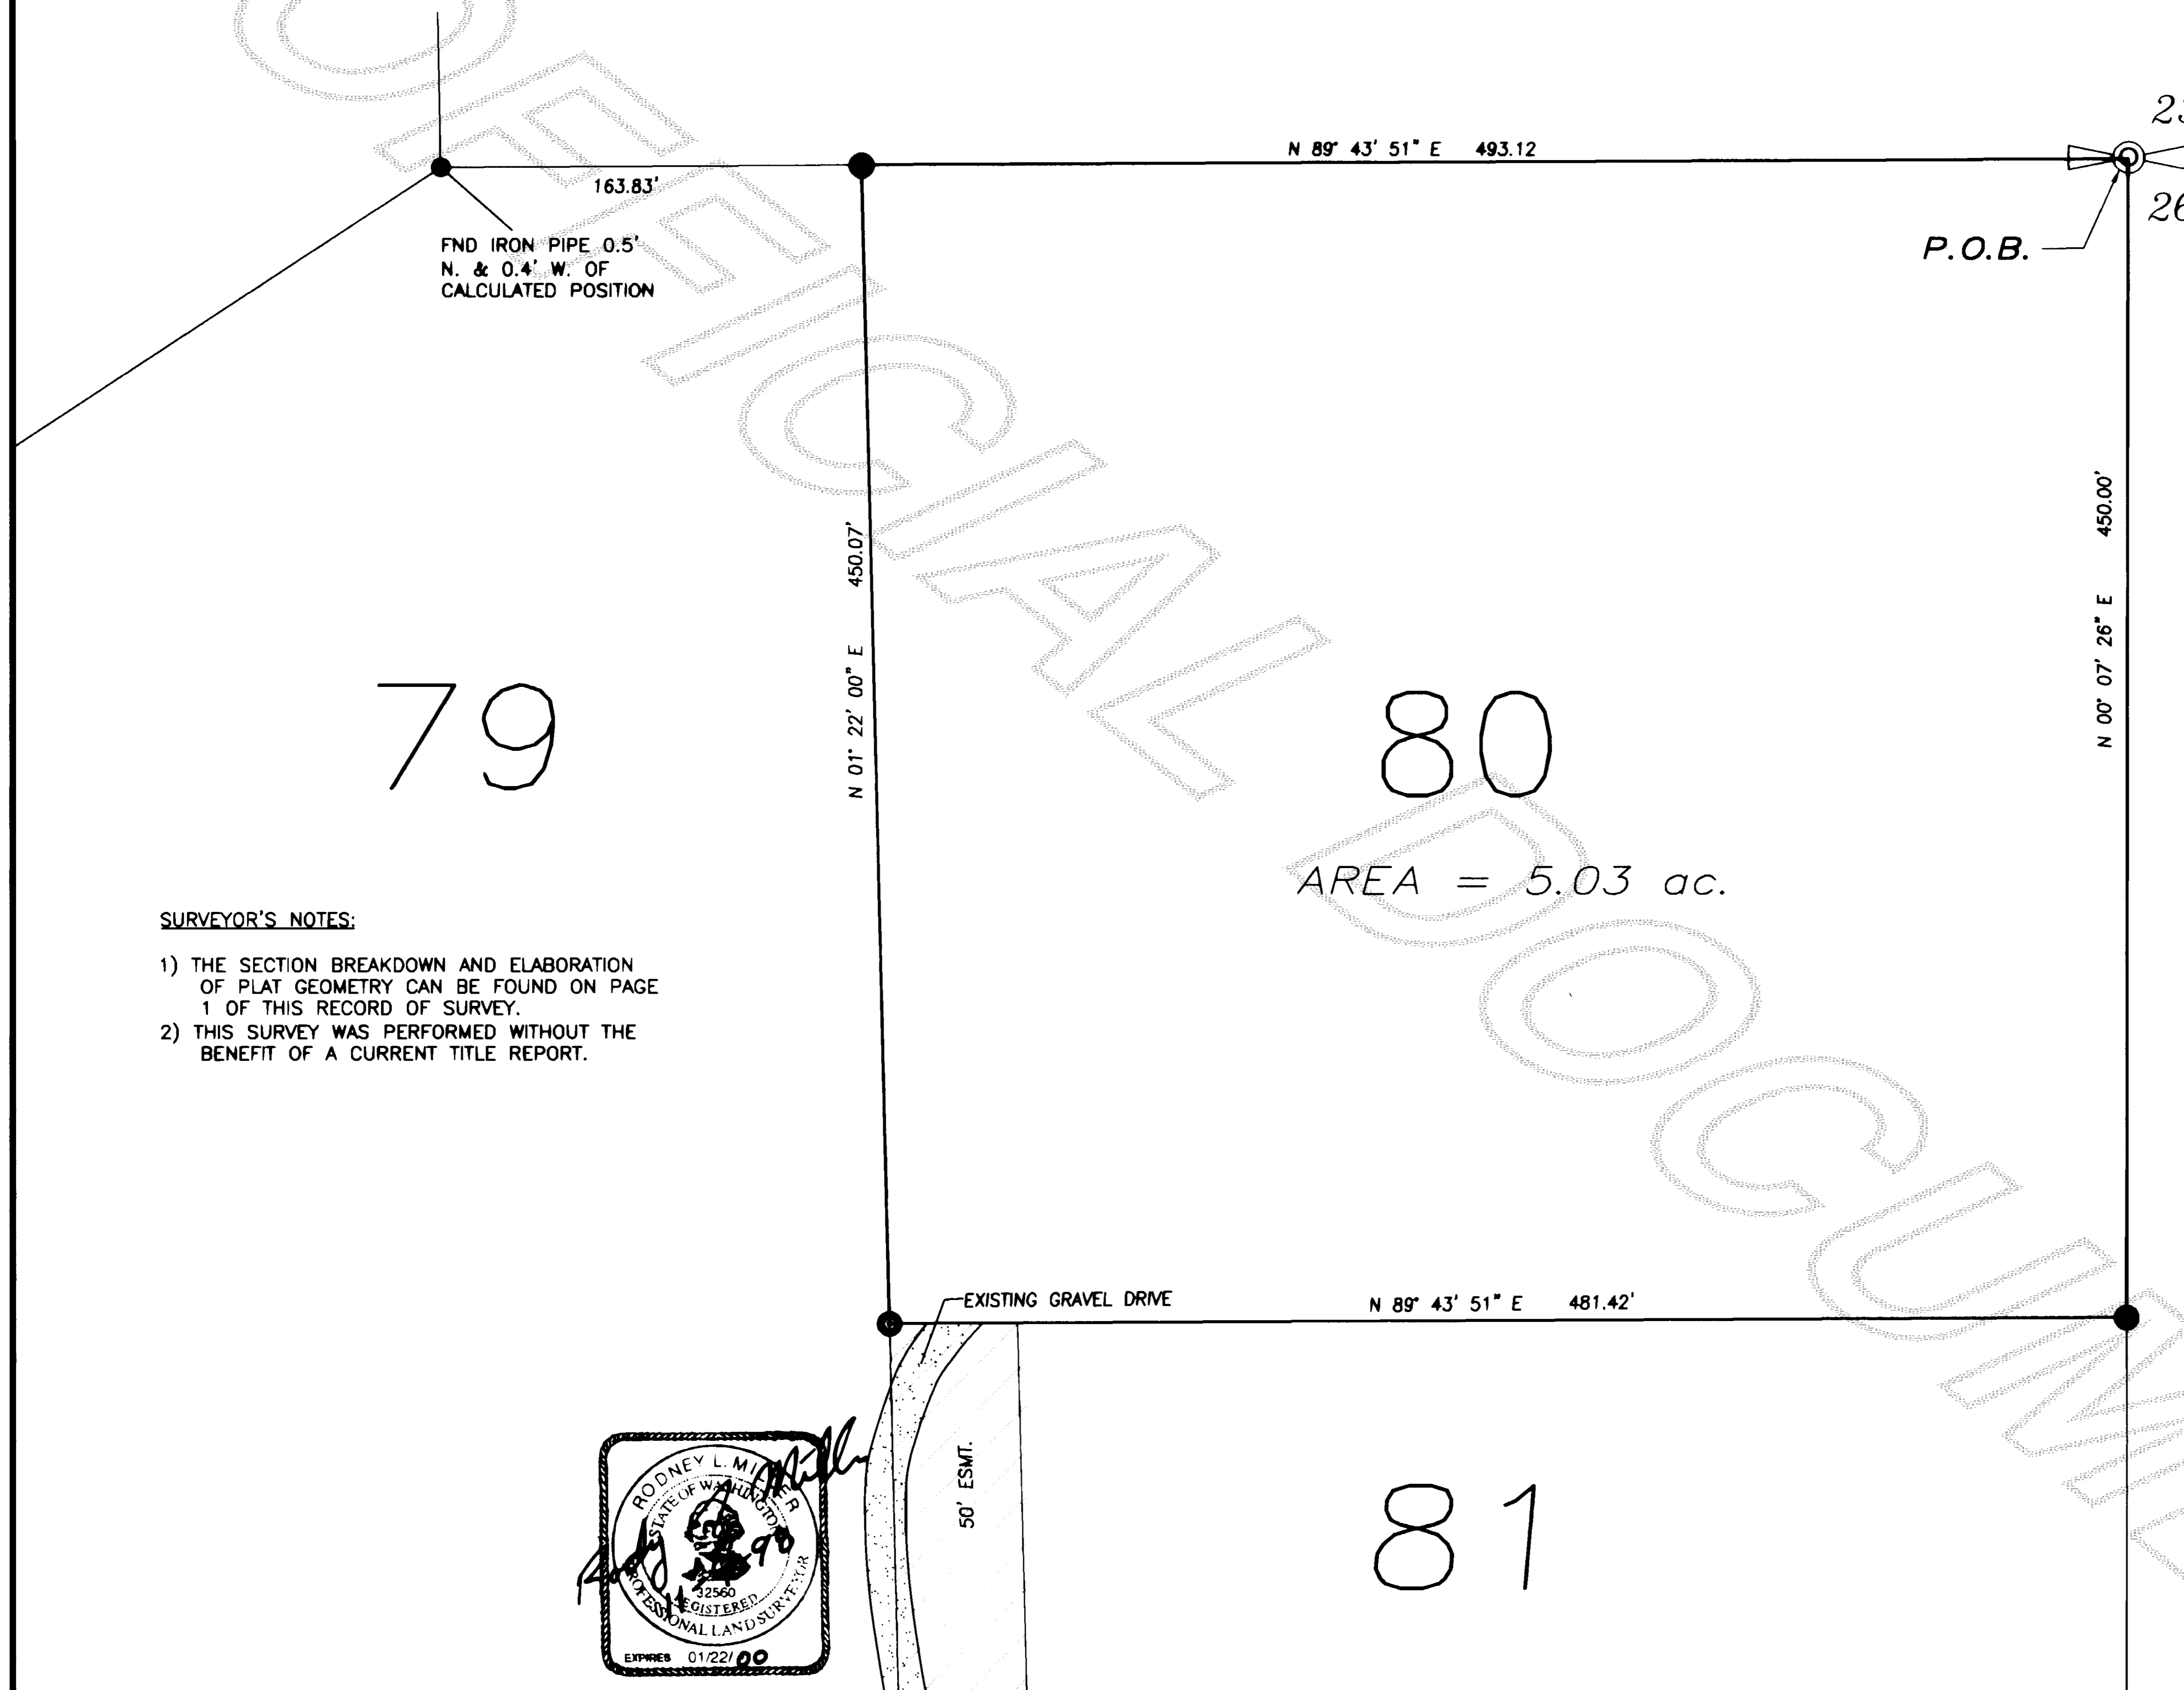 N 89° 43' 51" E 493.12
163.83'
FND IRON PIPE 0.5'
N. & 0.4' W. OF
CALCULATED POSITION
P.O.B.
N 01° 22' 00" E 450.07'
N 00° 07' 26" E 450.00'
79
80
AREA = 5.03 ac.
SURVEYOR'S NOTES:
1) THE SECTION BREAKDOWN AND ELABORATION
OF PLAT GEOMETRY CAN BE FOUND ON PAGE
1 OF THIS RECORD OF SURVEY.
2) THIS SURVEY WAS PERFORMED WITHOUT THE
BENEFIT OF A CURRENT TITLE REPORT.
EXISTING GRAVEL DRIVE
N 89° 43' 51" E 481.42'
50' ESMT.
81
RODNEY L. MILLER
STATE OF WASHINGTON
32560
REGISTERED
PROFESSIONAL LAND SURVEYOR
EXPIRES 01/22/00
OFFICIAL DOCUM
26